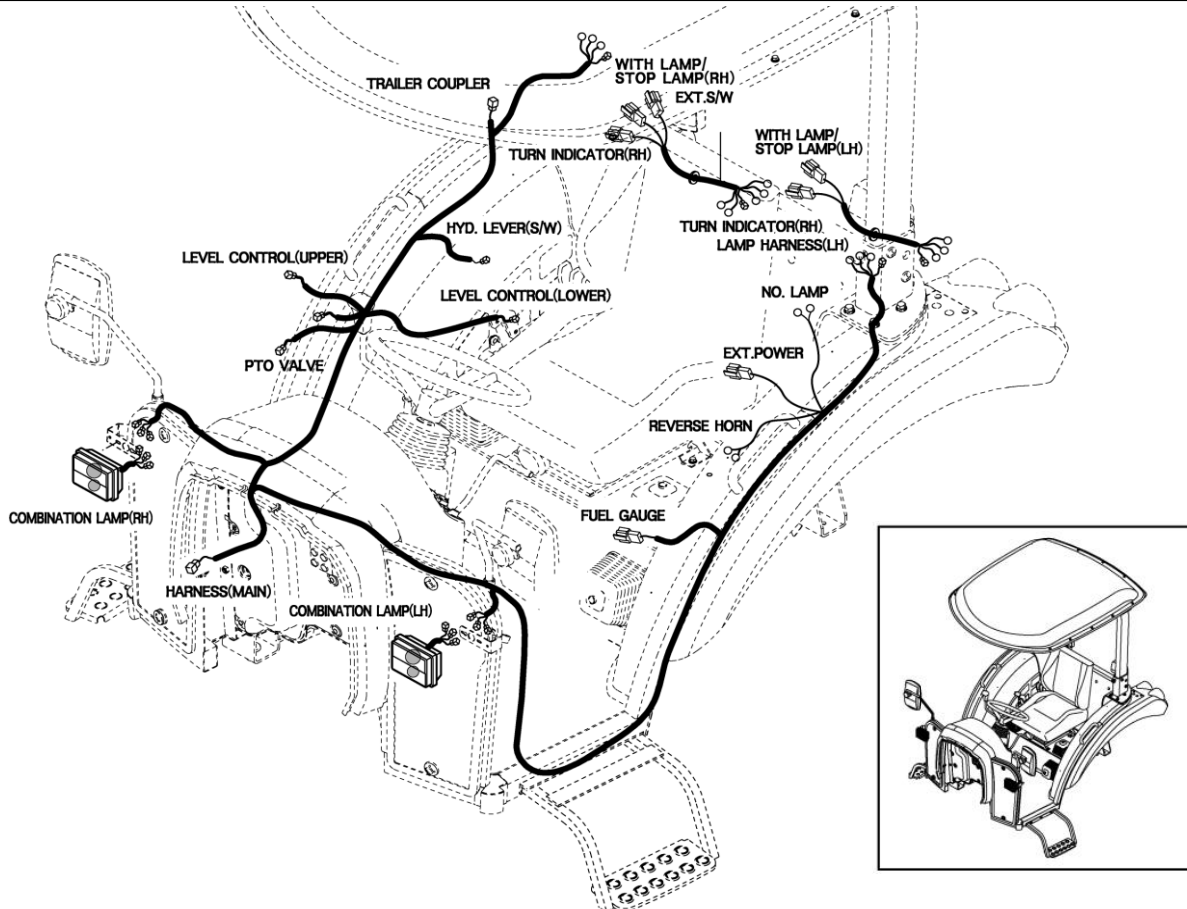 WITH LAMP/
STOP LAMP(RH)
TRAILER COUPLER
EXT.S/W
WITH LAMP/
STOP LAMP(LH)
TURN INDICATOR(RH)
HYD. LEVER(S/W)
TURN INDICATOR(RH)
LAMP HARNESS(LH)
LEVEL CONTROL(UPPER)
LEVEL CONTROL(LOWER)
NO. LAMP
EXT.POWER
PTO VALVE
REVERSE HORN
COMBINATION LAMP(RH)
FUEL GAUGE
HARNESS(MAIN)
COMBINATION LAMP(LH)